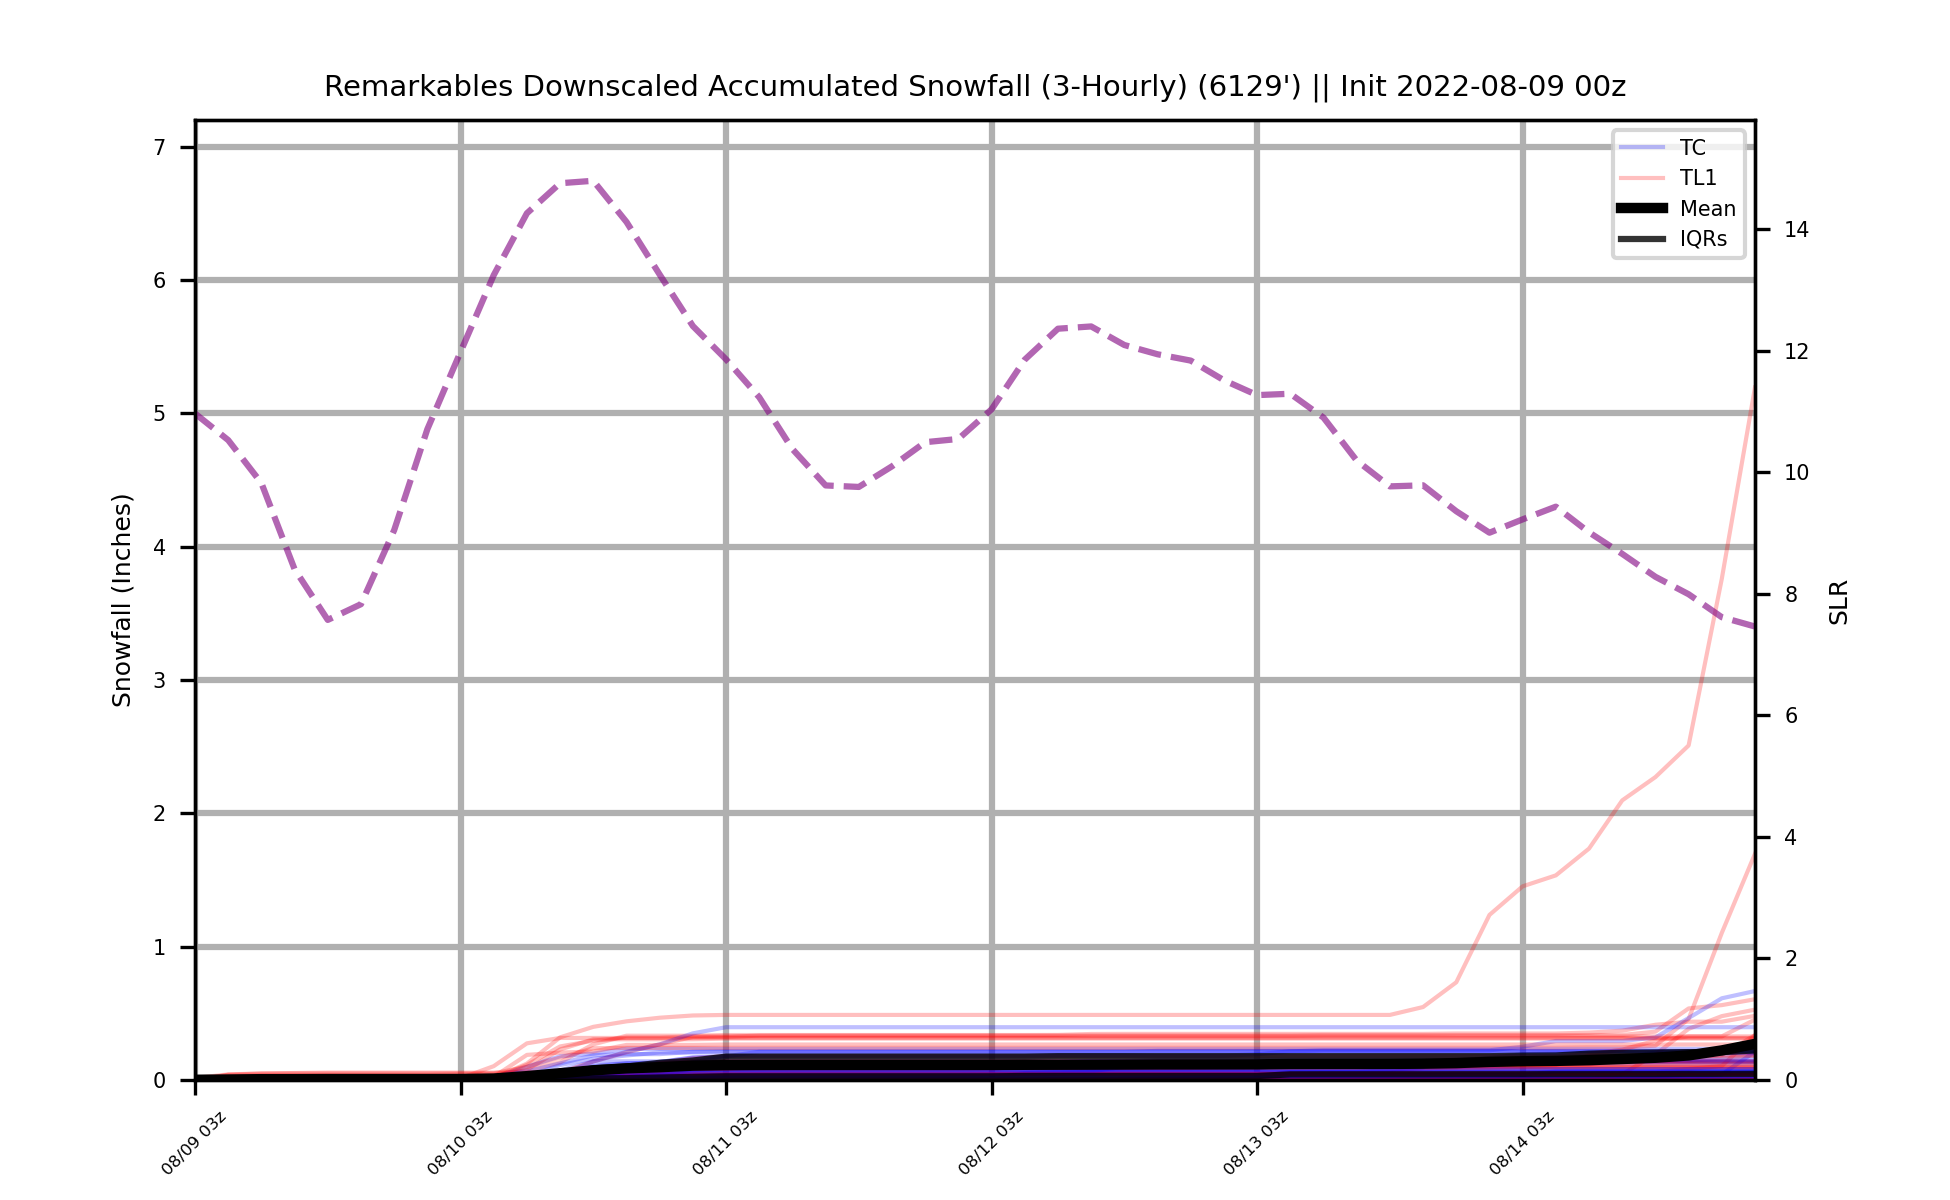 Remarkables Downscaled Accumulated Snowfall (3-Hourly) (6129') || Init 2022-08-09 00z
TC
TL1
Mean
IQRs
Snowfall (Inches)
7
6
5
4
3
2
1
0
14
12
10
8
6
4
2
0
SLR
08/09 03z
08/10 03z
08/11 03z
08/12 03z
08/13 03z
08/14 03z